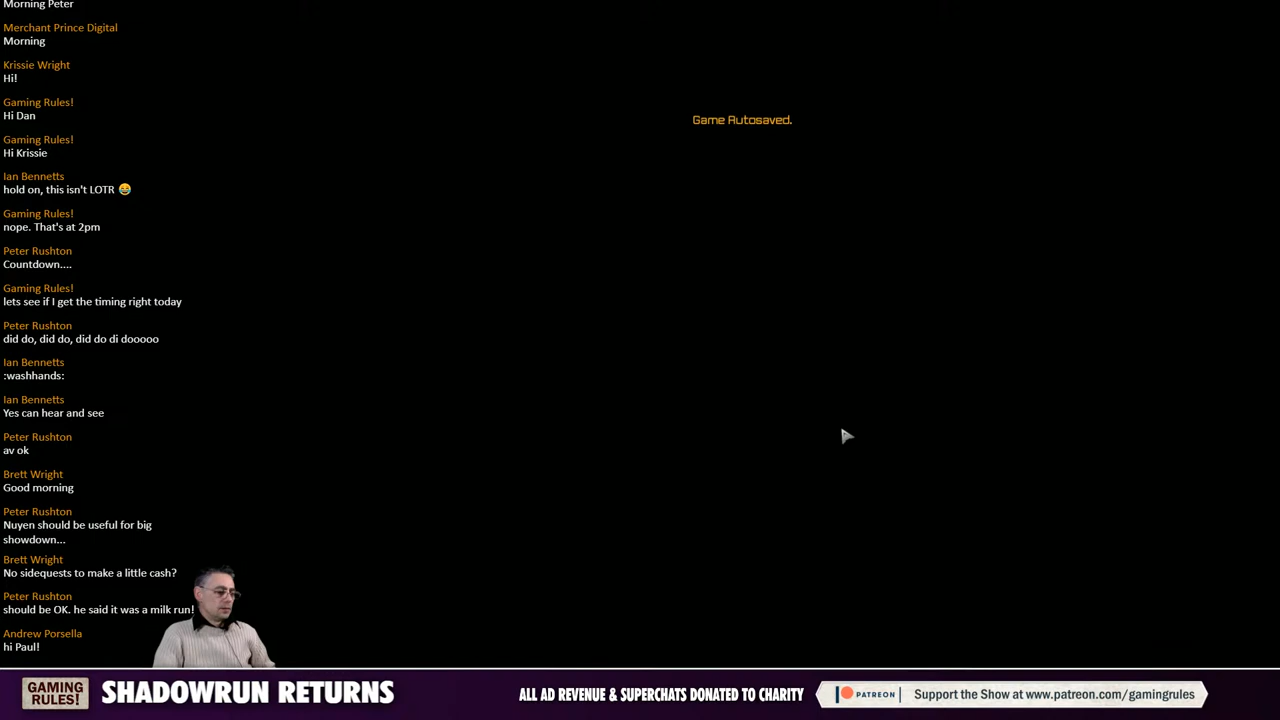 Morning Peter
Merchant Prince Digital
Morning
Krissie Wright
Hi!
Gaming Rules!
Hi Dan
Gaming Rules!
Hi Krissie
Ian Bennetts
hold on, this isn't LOTR 😂
Gaming Rules!
nope. That's at 2pm
Peter Rushton
Countdown....
Gaming Rules!
lets see if I get the timing right today
Peter Rushton
did do, did do, did do di dooooo
Ian Bennetts
:washhands:
Ian Bennetts
Yes can hear and see
Peter Rushton
av ok
Brett Wright
Good morning
Peter Rushton
Nuyen should be useful for big
showdown...
Brett Wright
No sidequests to make a little cash?
Peter Rushton
should be OK. he said it was a milk run!
Andrew Porsella
hi Paul!
Game Autosaved.
GAMING
RULES!
SHADOWRUN RETURNS
ALL AD REVENUE & SUPERCHATS DONATED TO CHARITY
PATREON
Support the Show at www.patreon.com/gamingrules